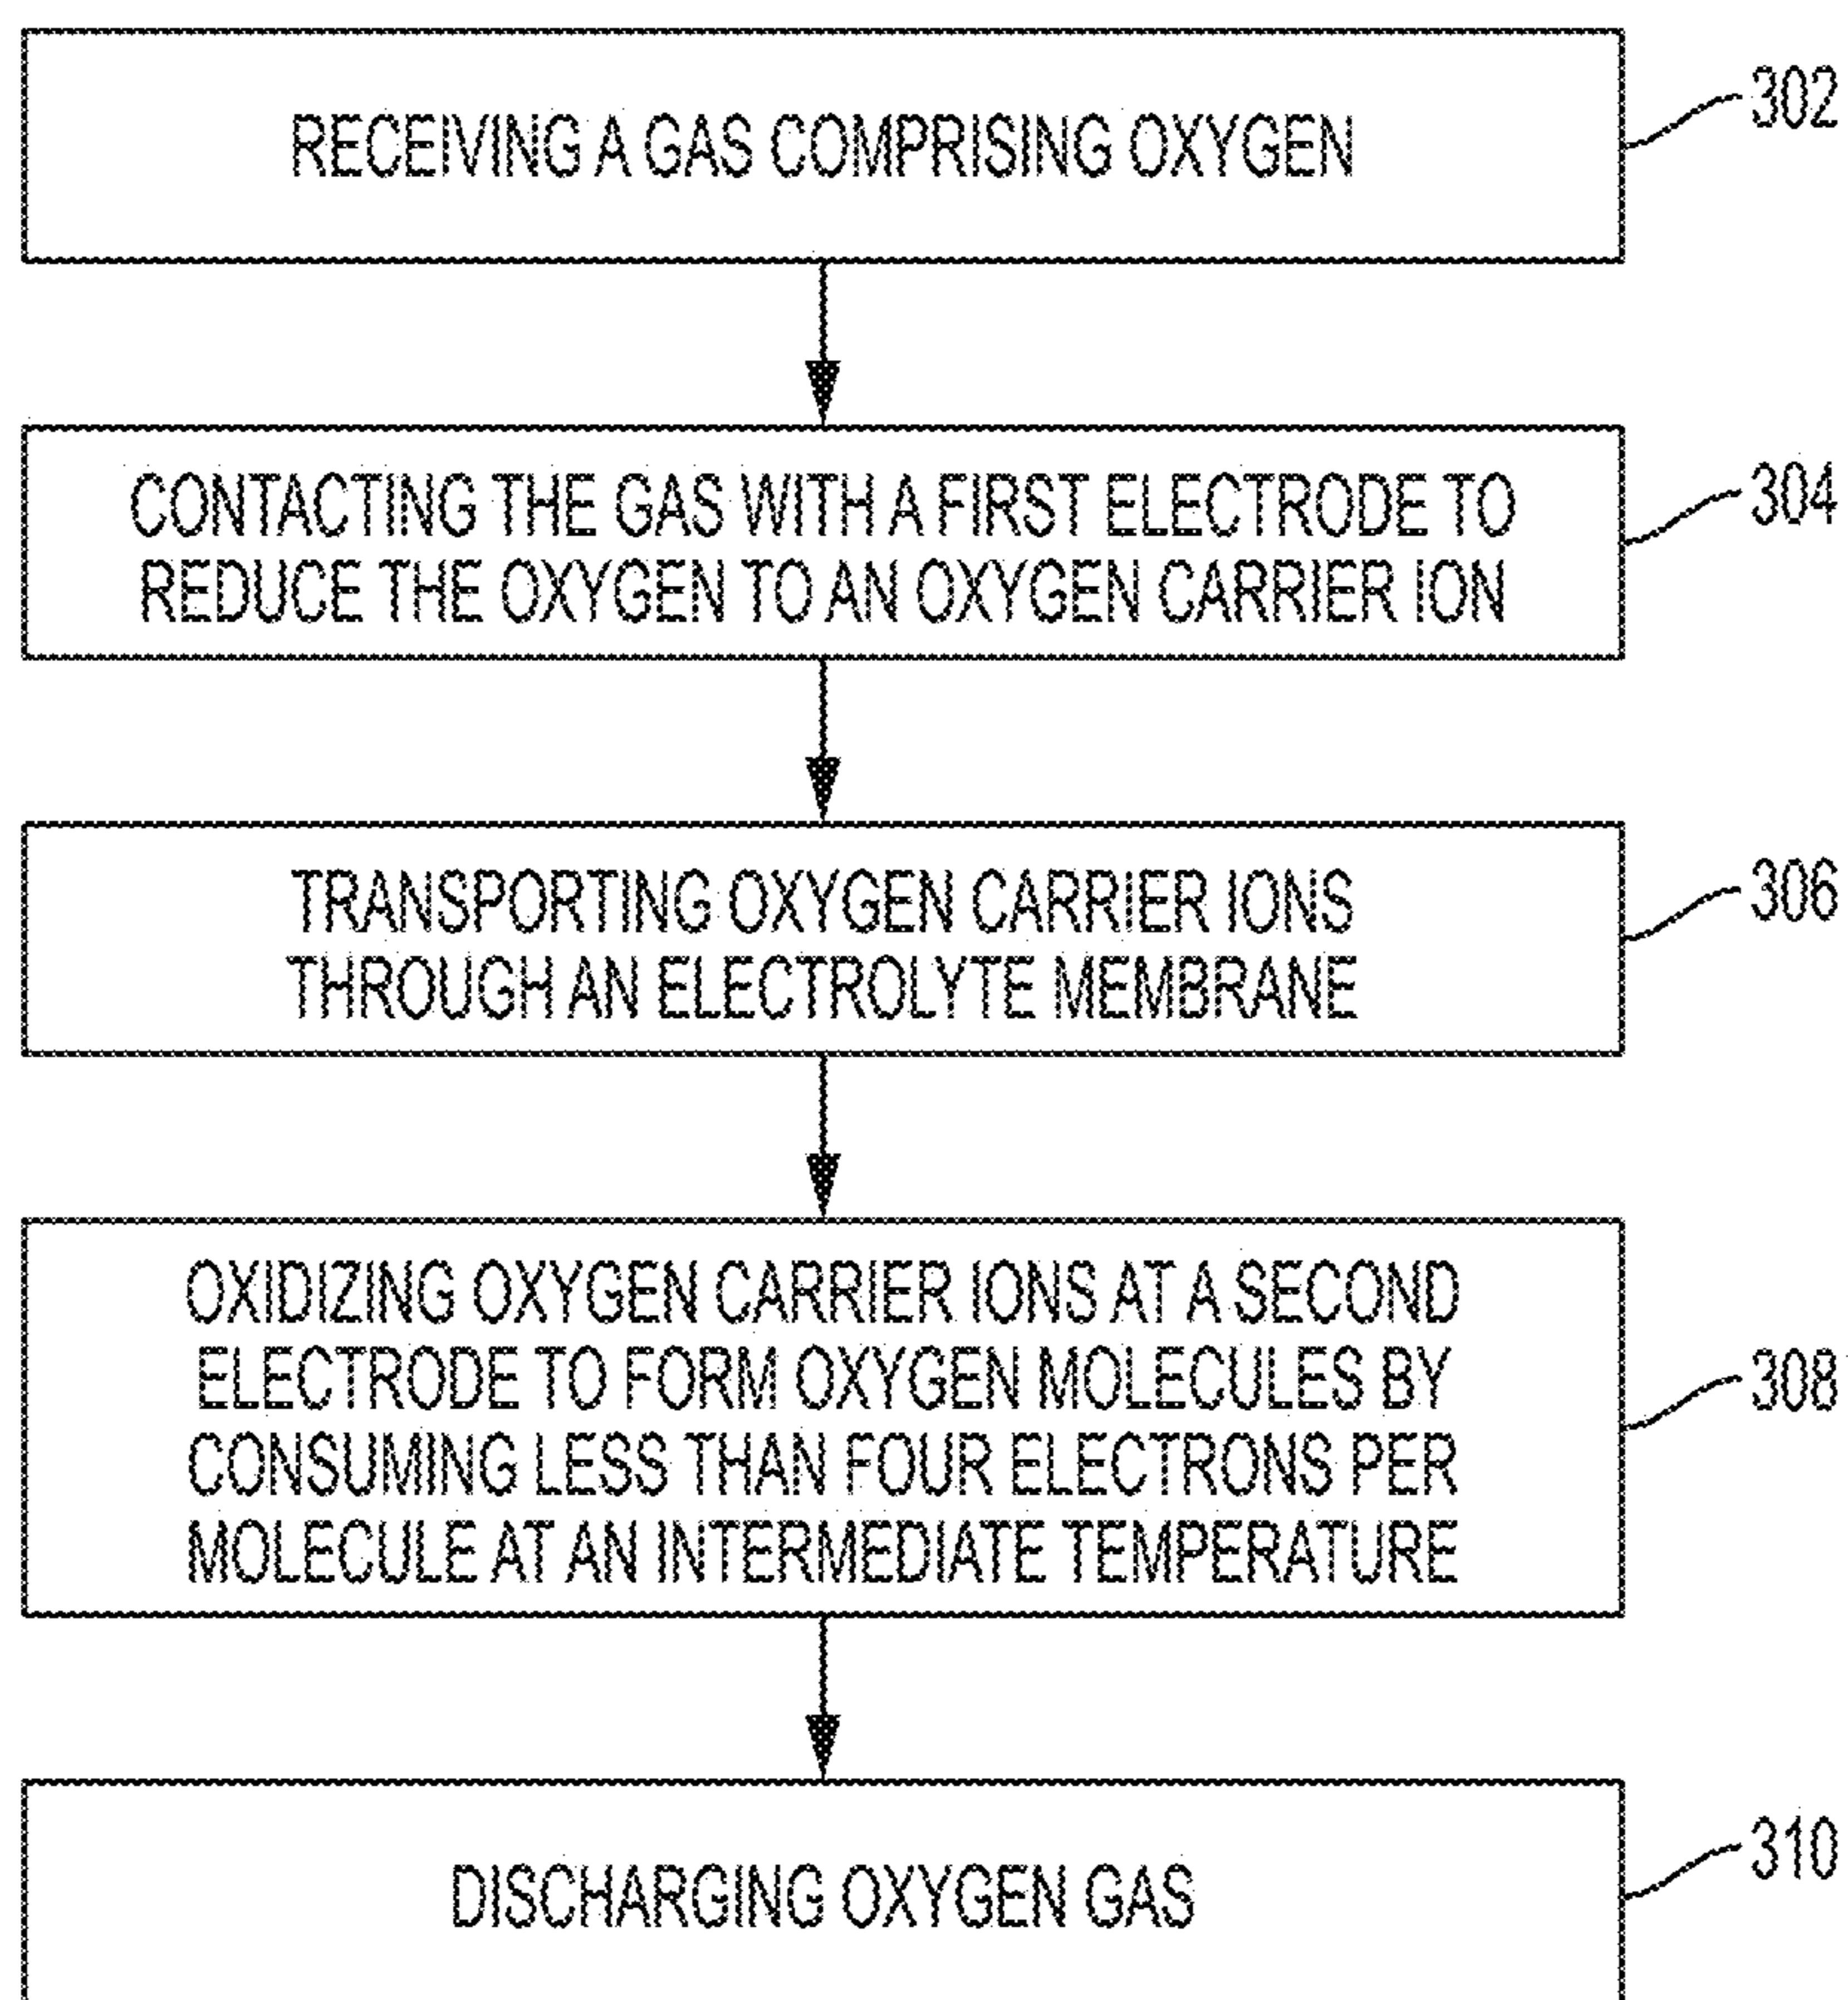 RECEIVING A GAS COMPRISING OXYGEN
302
CONTACTING THE GAS WITH A FIRST ELECTRODE TO
REDUCE THE OXYGEN TO AN OXYGEN CARRIER ION
304
TRANSPORTING OXYGEN CARRIER IONS
THROUGH AN ELECTROLYTE MEMBRANE
306
OXIDIZING OXYGEN CARRIER IONS AT A SECOND
ELECTRODE TO FORM OXYGEN MOLECULES BY
CONSUMING LESS THAN FOUR ELECTRONS PER
MOLECULE AT AN INTERMEDIATE TEMPERATURE
308
DISCHARGING OXYGEN GAS
310